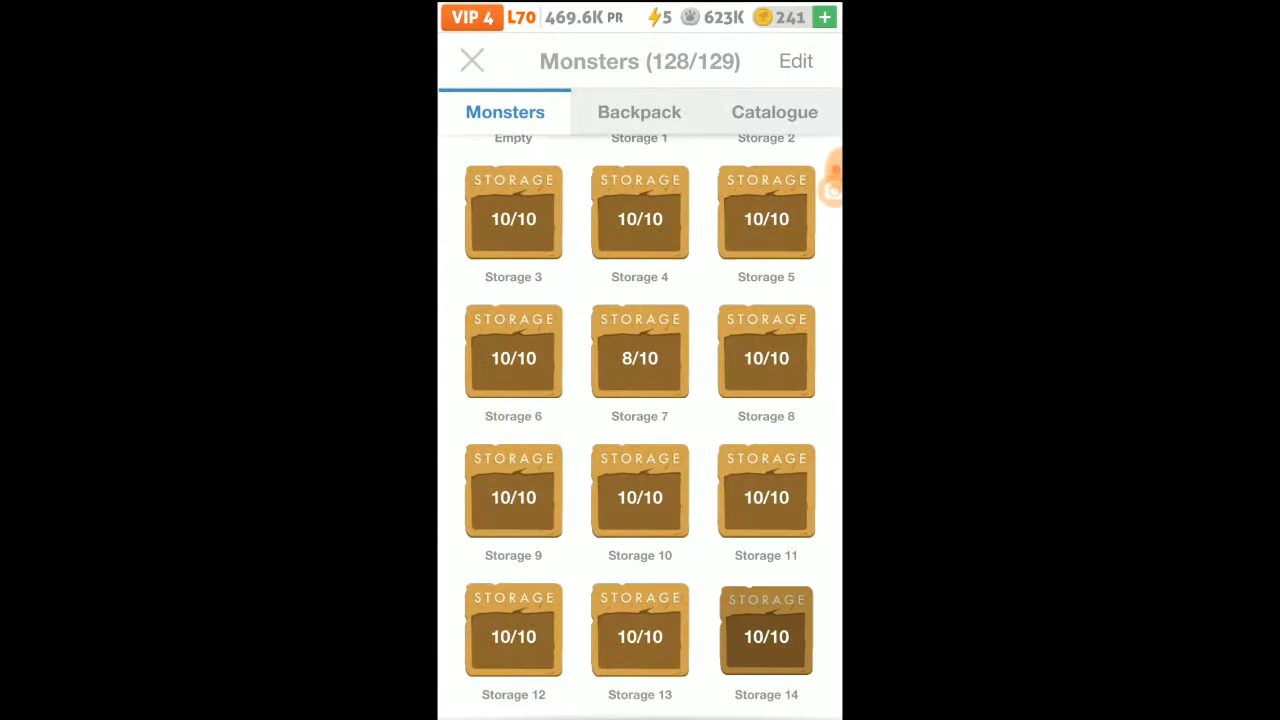 VIP 4 L70 469.6K PR 5 623K 241 +
Monsters (128/129) Edit
Monsters Backpack Catalogue
Empty Storage 1 Storage 2
STORAGE STORAGE STORAGE
10/10 10/10 10/10
Storage 3 Storage 4 Storage 5
STORAGE STORAGE STORAGE
10/10 8/10 10/10
Storage 6 Storage 7 Storage 8
STORAGE STORAGE STORAGE
10/10 10/10 10/10
Storage 9 Storage 10 Storage 11
STORAGE STORAGE STORAGE
10/10 10/10 10/10
Storage 12 Storage 13 Storage 14